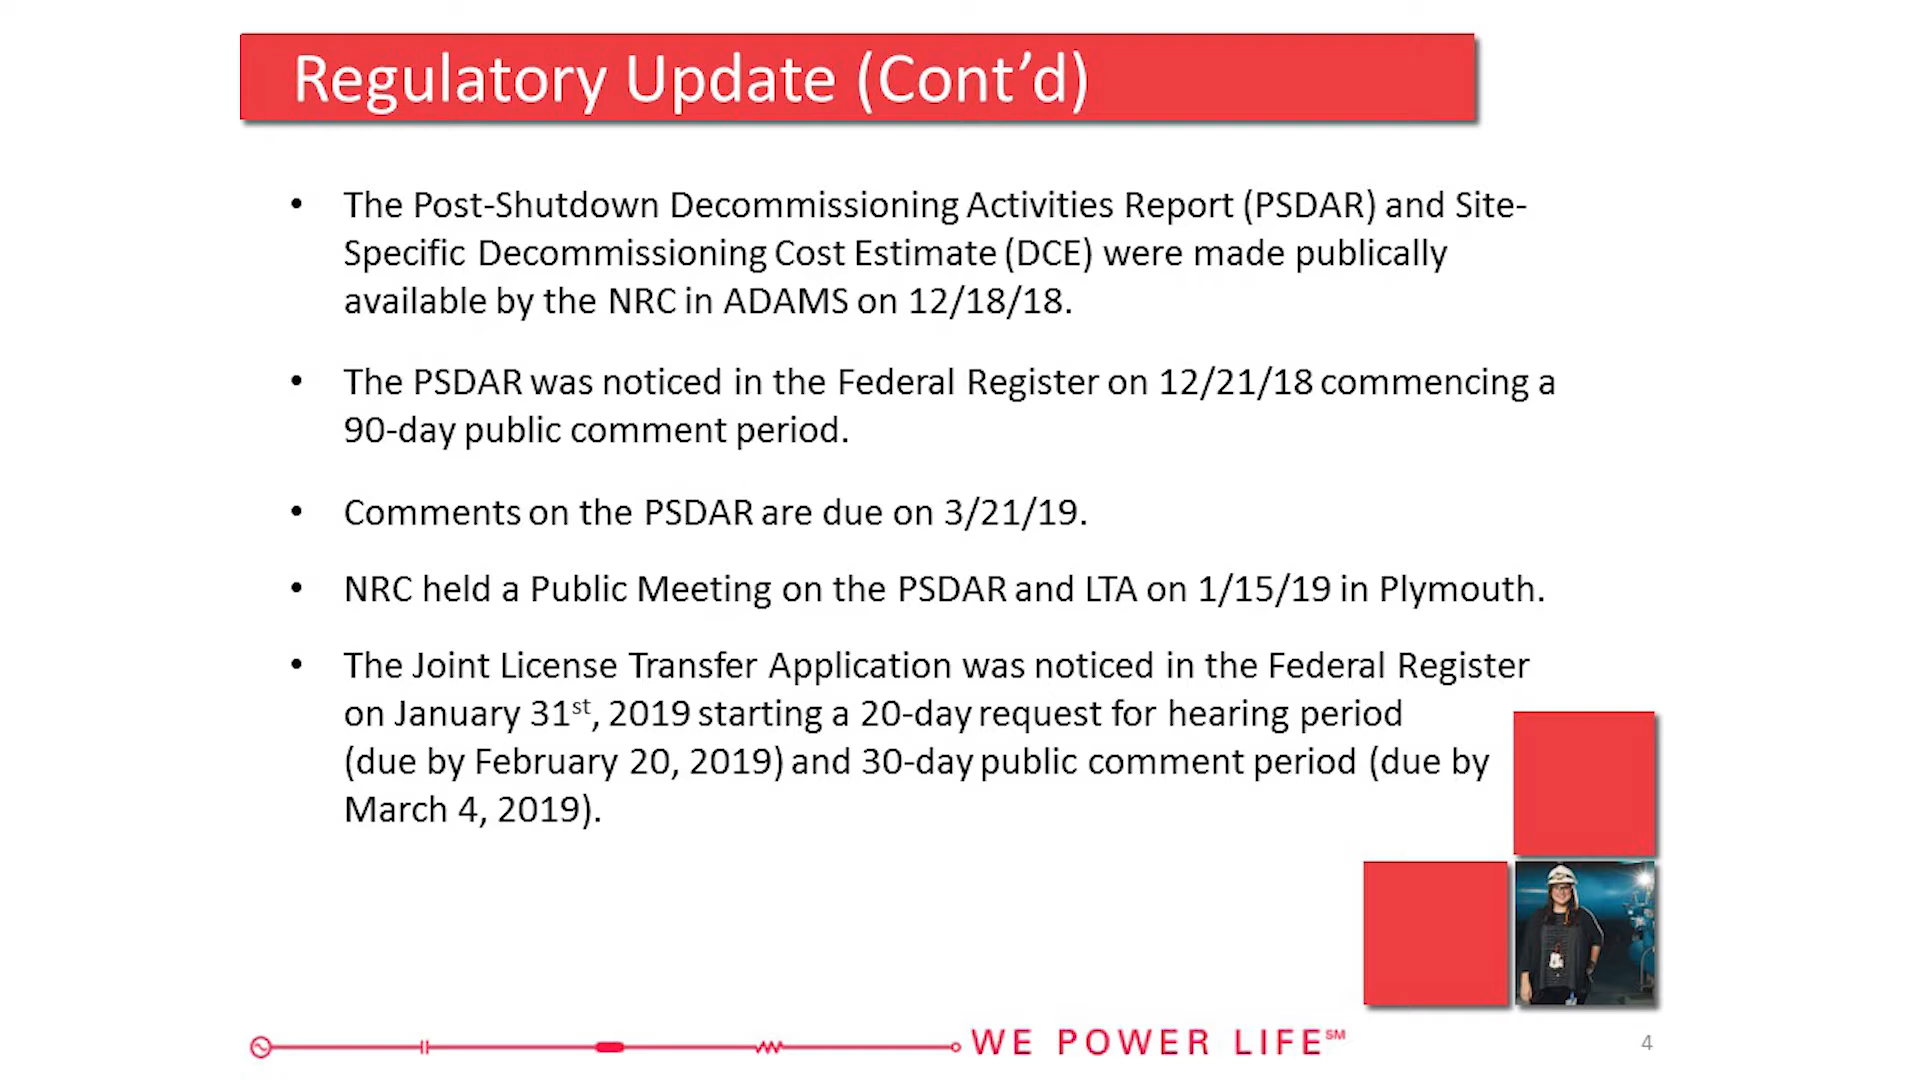 Regulatory Update (Cont’d)
• The Post-Shutdown Decommissioning Activities Report (PSDAR) and Site-
Specific Decommissioning Cost Estimate (DCE) were made publically
available by the NRC in ADAMS on 12/18/18.
• The PSDAR was noticed in the Federal Register on 12/21/18 commencing a
90-day public comment period.
• Comments on the PSDAR are due on 3/21/19.
• NRC held a Public Meeting on the PSDAR and LTA on 1/15/19 in Plymouth.
• The Joint License Transfer Application was noticed in the Federal Register
on January 31st, 2019 starting a 20-day request for hearing period
(due by February 20, 2019) and 30-day public comment period (due by
March 4, 2019).
WE POWER LIFE℠
4